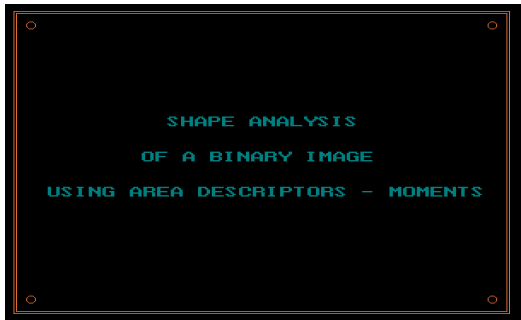 SHAPE ANALYSIS
OF A BINARY IMAGE
USING AREA DESCRIPTORS - MOMENTS